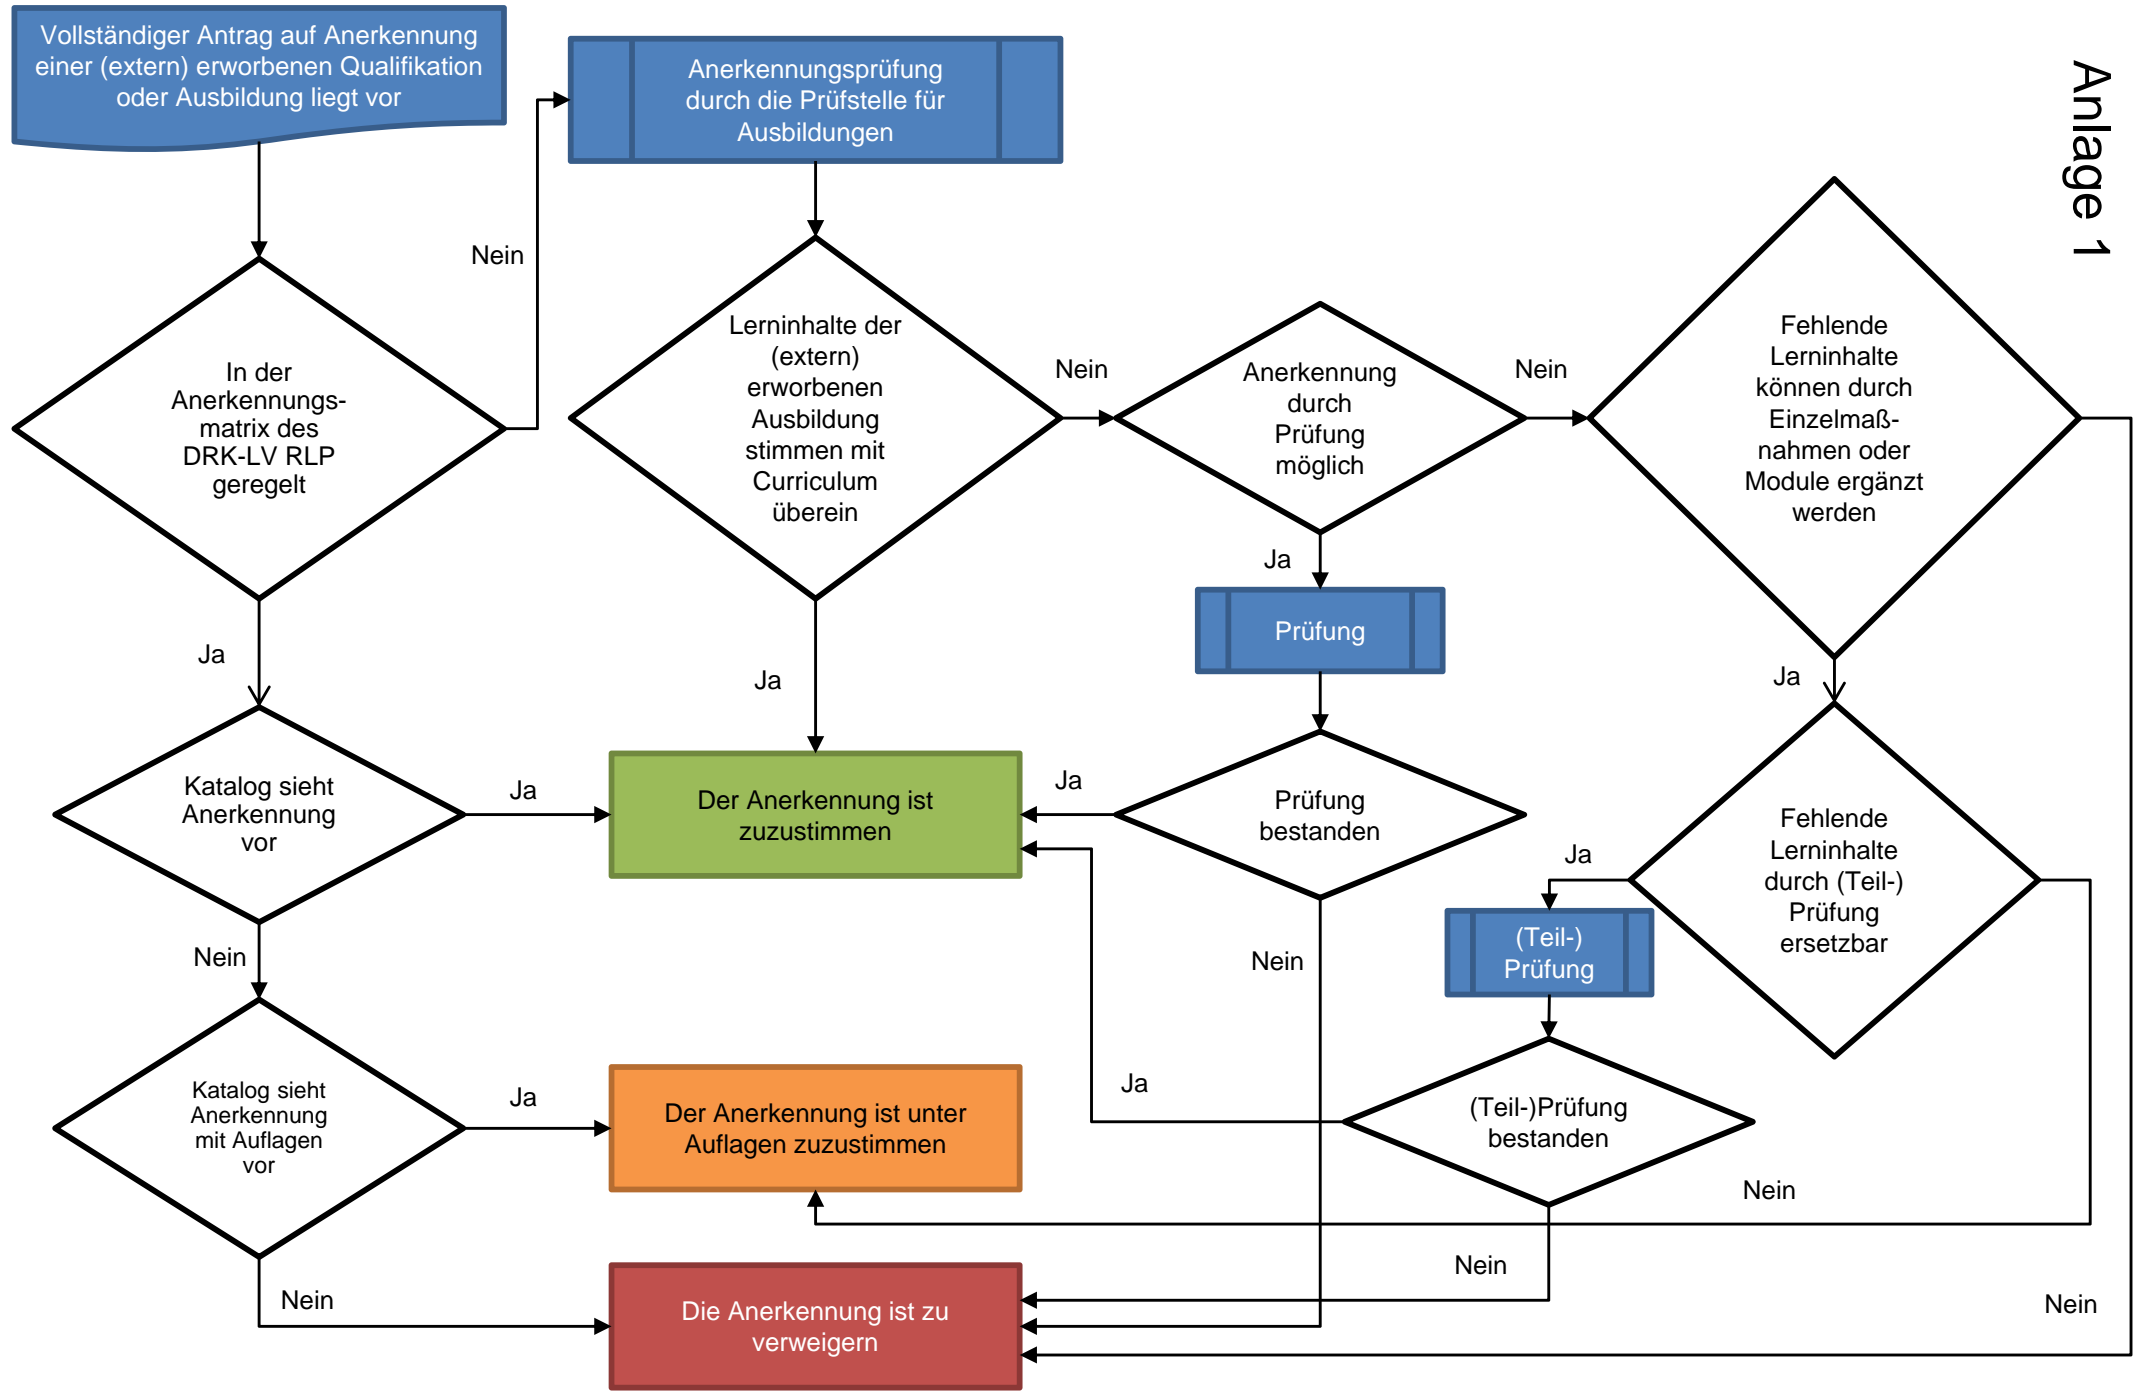 Vollständiger Antrag auf Anerkennung
einer (extern) erworbenen Qualifikation
oder Ausbildung liegt vor
Anerkennungsprüfung
durch die Prüfstelle für
Ausbildungen
Anlage 1
Nein
In der
Anerkennungs-
matrix des
DRK-LV RLP
geregelt
Lerninhalte der
(extern)
erworbenen
Ausbildung
stimmen mit
Curriculum
überein
Nein
Anerkennung
durch
Prüfung
möglich
Nein
Fehlende
Lerninhalte
können durch
Einzelmaß-
nahmen oder
Module ergänzt
werden
Ja
Prüfung
Ja
Ja
Ja
Katalog sieht
Anerkennung
vor
Ja
Der Anerkennung ist
zuzustimmen
Ja
Prüfung
bestanden
Fehlende
Lerninhalte
durch (Teil-)
Prüfung
ersetzbar
Ja
(Teil-)
Prüfung
Nein
Nein
Katalog sieht
Anerkennung
mit Auflagen
vor
Ja
Der Anerkennung ist unter
Auflagen zuzustimmen
Ja
(Teil-)Prüfung
bestanden
Nein
Nein
Nein
Die Anerkennung ist zu
verweigern
Nein